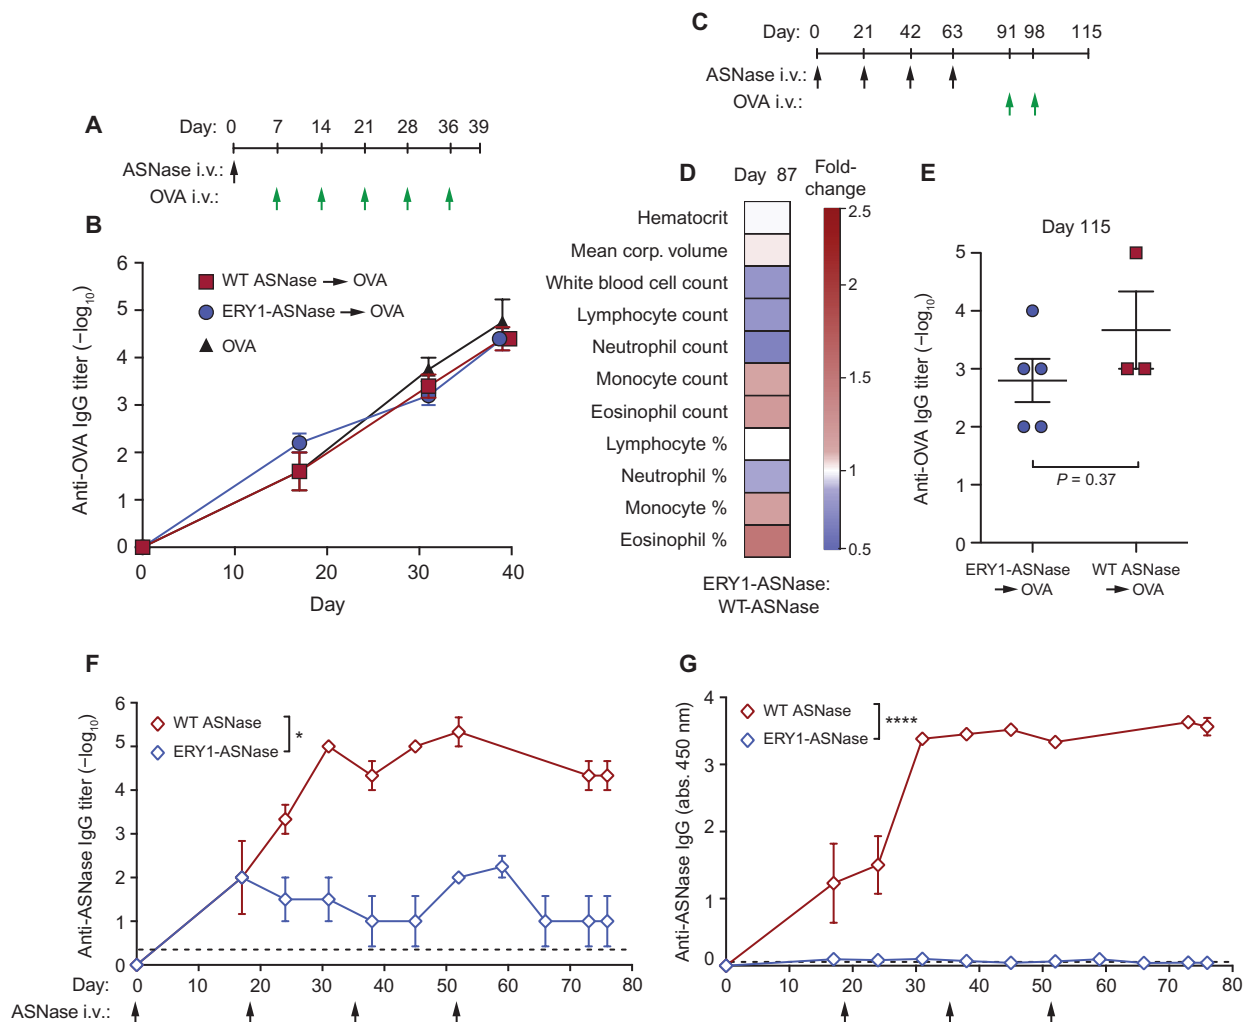 C
Day: 0 21 42 63 91 98 115
ASNase i.v.:
OVA i.v.:
A
Day: 0 7 14 21 28 36 39
ASNase i.v.:
OVA i.v.:
B
Anti-OVA IgG titer (−log10)
6
5
4
3
2
1
0
WT ASNase → OVA
ERY1-ASNase → OVA
OVA
0 10 20 30 40
Day
D
Day 87
Fold-
change
Hematocrit
Mean corp. volume
White blood cell count
Lymphocyte count
Neutrophil count
Monocyte count
Eosinophil count
Lymphocyte %
Neutrophil %
Monocyte %
Eosinophil %
2.5
2
1.5
1
0.5
ERY1-ASNase:
WT-ASNase
E
Day 115
Anti-OVA IgG titer (−log10)
5
4
3
2
1
0
P = 0.37
ERY1-ASNase
→ OVA
WT ASNase
→ OVA
F
Anti-ASNase IgG titer (−log10)
6
5
4
3
2
1
0
WT ASNase
ERY1-ASNase
*
Day: 0 10 20 30 40 50 60 70 80
ASNase i.v.:
G
Anti-ASNase IgG (abs. 450 nm)
4
3
2
1
0
WT ASNase
ERY1-ASNase
****
0 10 20 30 40 50 60 70 80